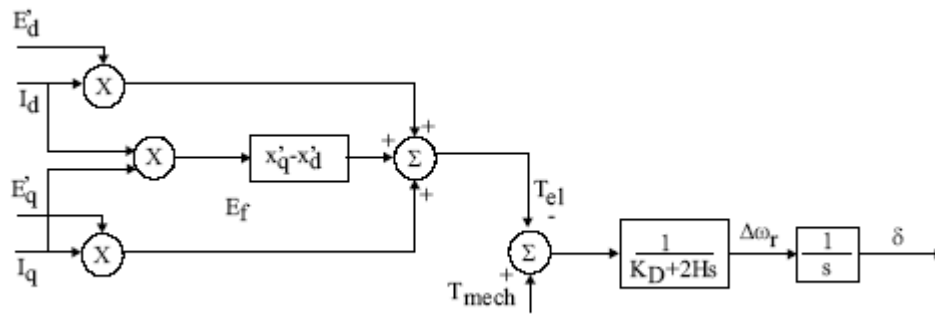 E'd
X
Id
X
x'q-x'd
Σ
+
+
+
E'q
Ef
Tel
-
X
Iq
Σ
+
Tmech
1
KD+2Hs
Δωr
1
s
δ